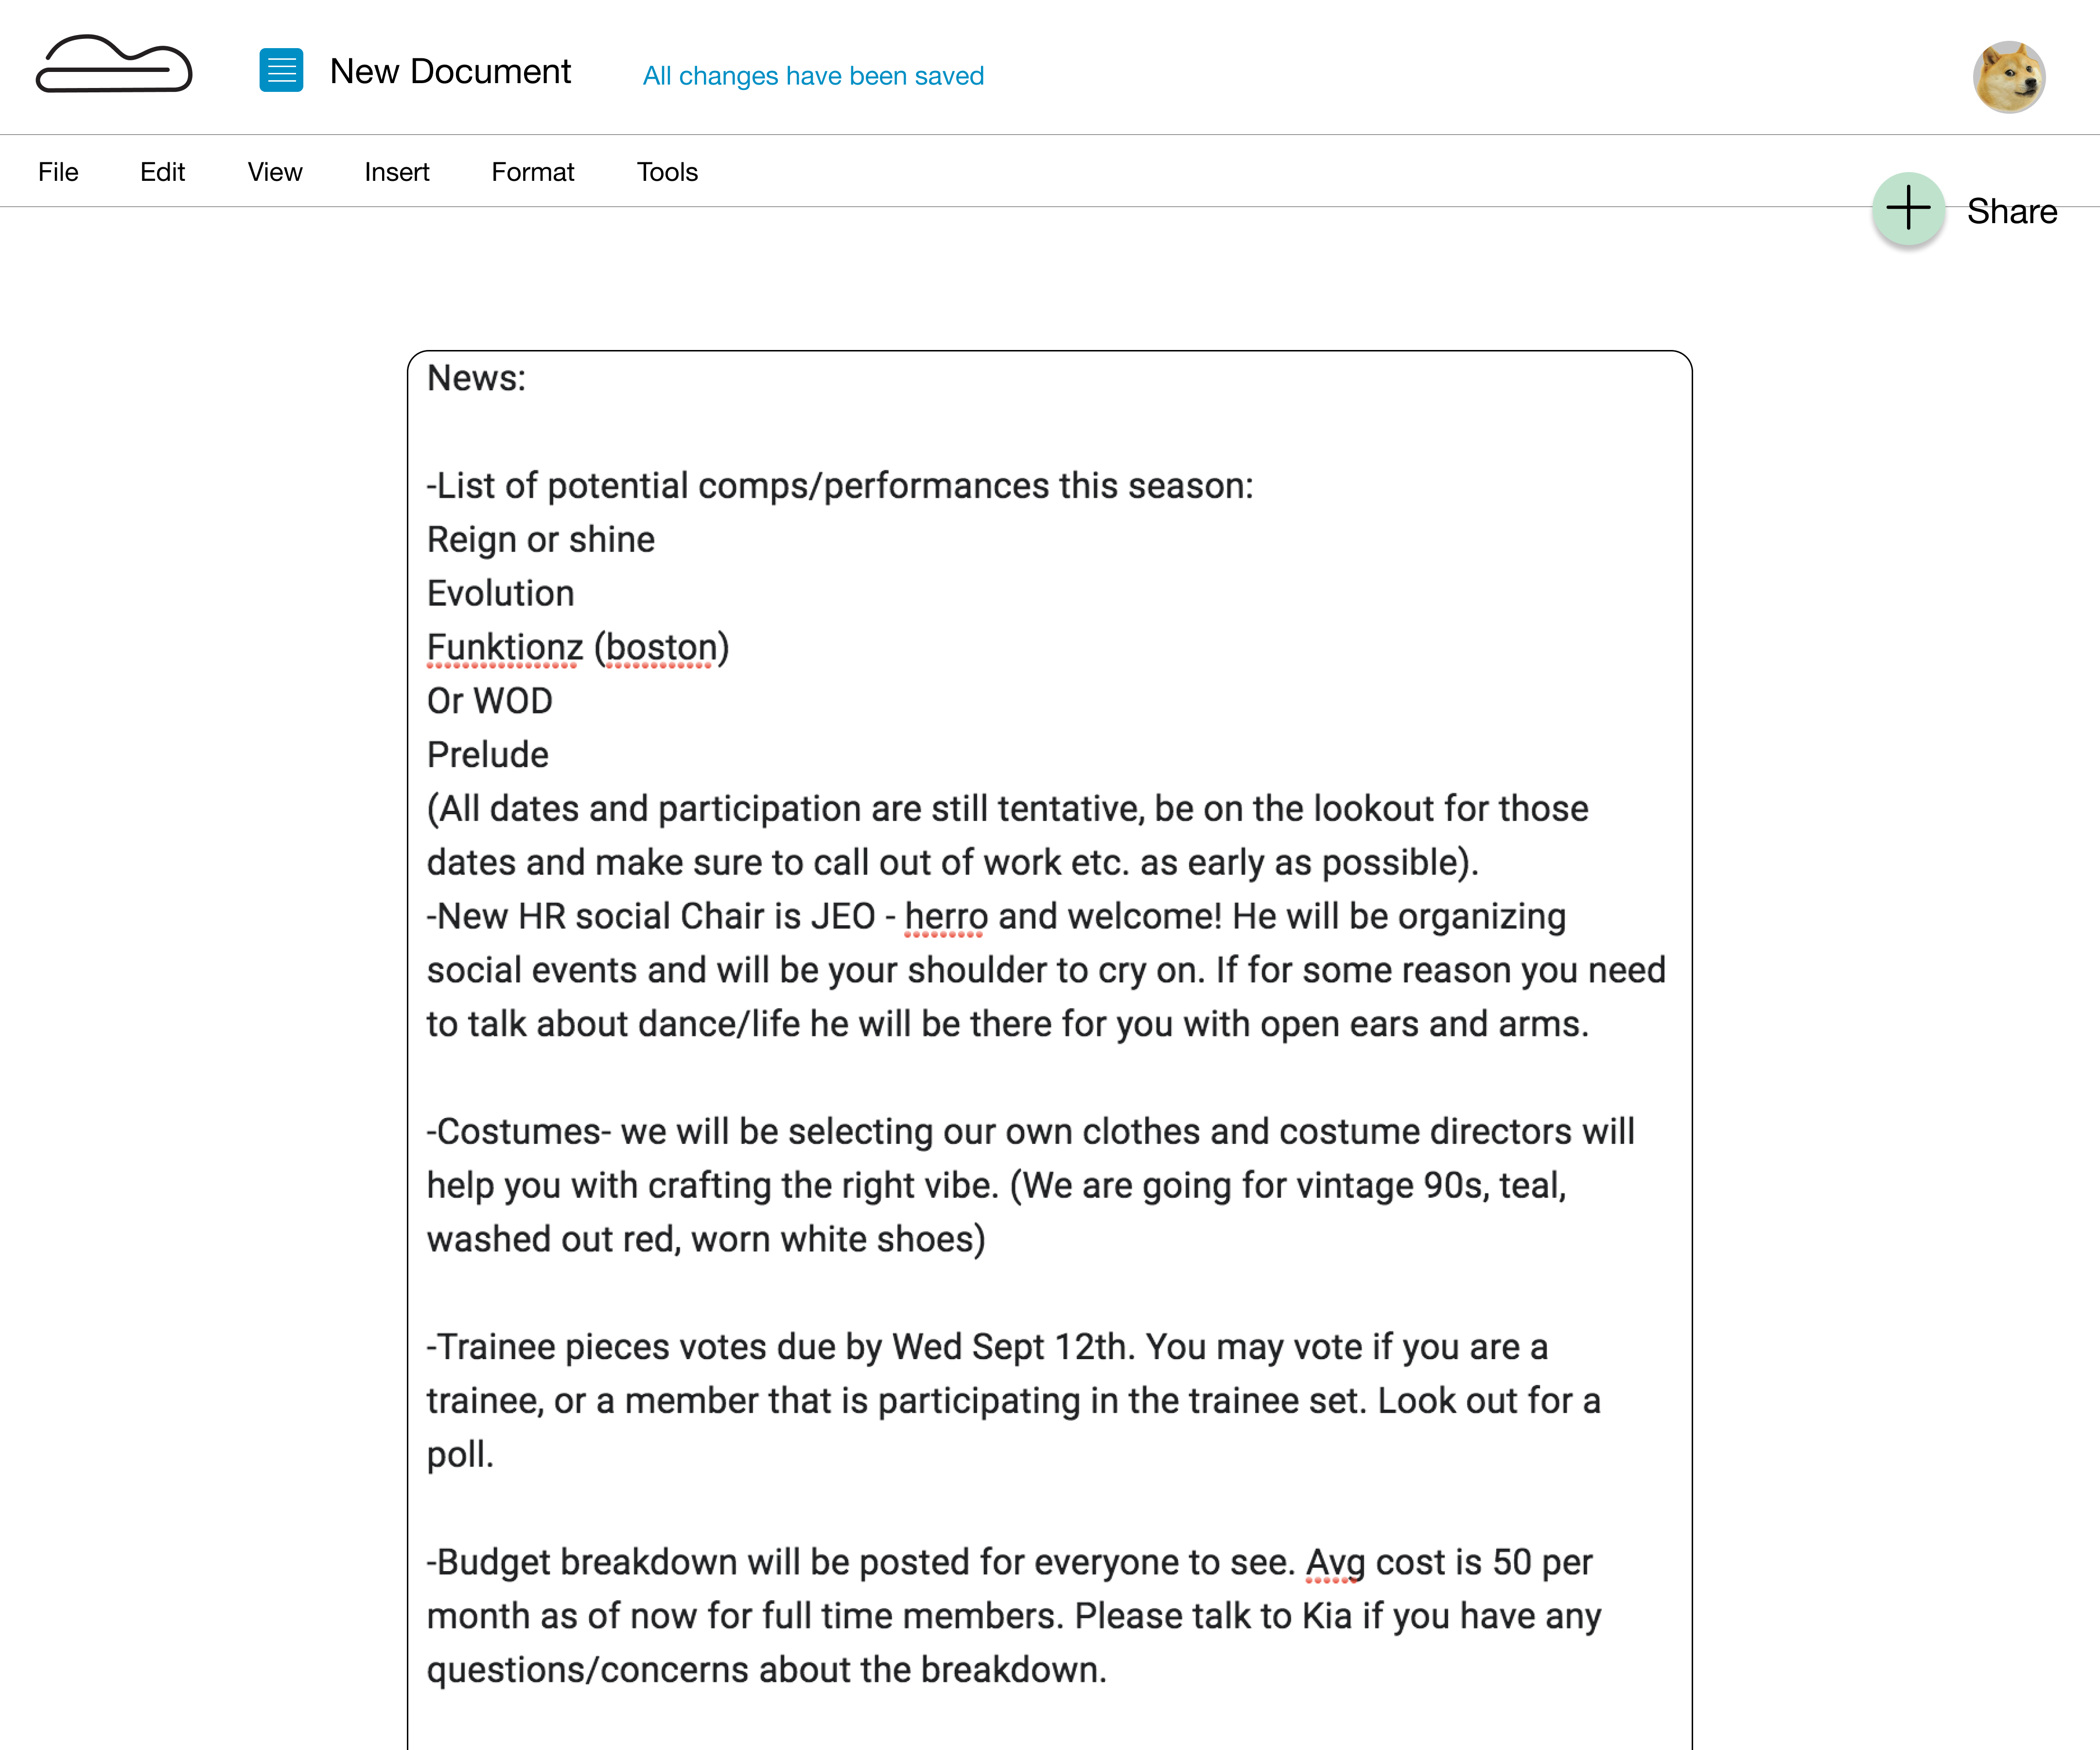 New Document
All changes have been saved
File Edit View Insert Format Tools
Share
News:
-List of potential comps/performances this season:
Reign or shine
Evolution
Funktionz (boston)
Or WOD
Prelude
(All dates and participation are still tentative, be on the lookout for those
dates and make sure to call out of work etc. as early as possible).
-New HR social Chair is JEO - herro and welcome! He will be organizing
social events and will be your shoulder to cry on. If for some reason you need
to talk about dance/life he will be there for you with open ears and arms.
-Costumes- we will be selecting our own clothes and costume directors will
help you with crafting the right vibe. (We are going for vintage 90s, teal,
washed out red, worn white shoes)
-Trainee pieces votes due by Wed Sept 12th. You may vote if you are a
trainee, or a member that is participating in the trainee set. Look out for a
poll.
-Budget breakdown will be posted for everyone to see. Avg cost is 50 per
month as of now for full time members. Please talk to Kia if you have any
questions/concerns about the breakdown.